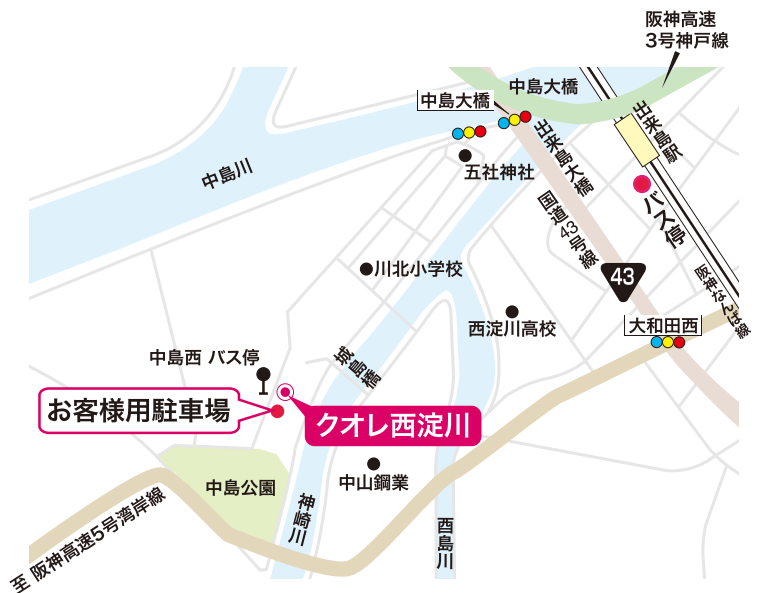 阪神高速
3号神戸線
中島大橋
中島大橋
出来島駅
出来島大橋
五社神社
中島川
バス停
国道43号線
43
川北小学校
阪神なんば線
西淀川高校
大和田西
中島西 バス停
城島橋
お客様用駐車場
クオレ西淀川
中山鋼業
中島公園
神崎川
酉島川
至 阪神高速5号湾岸線